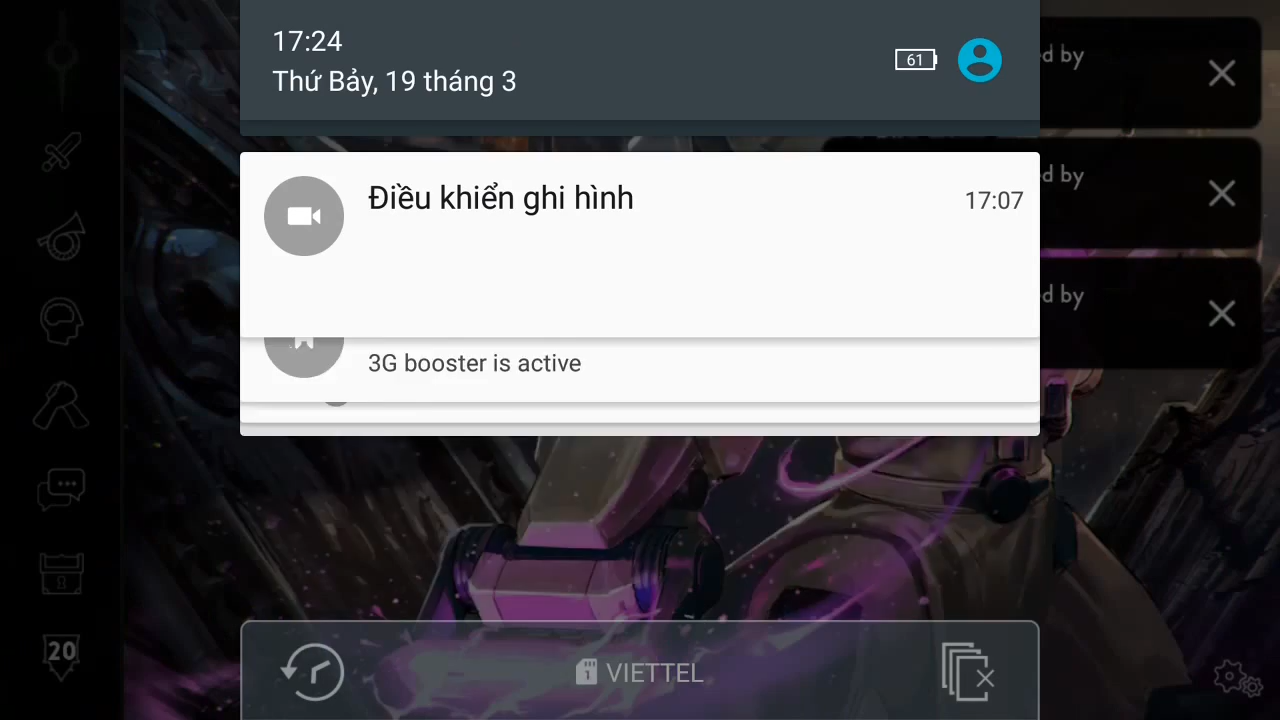 17:24
61
Thứ Bảy, 19 tháng 3
d by
Điều khiển ghi hình
17:07
d by
d by
3G booster is active
20
1
VIETTEL